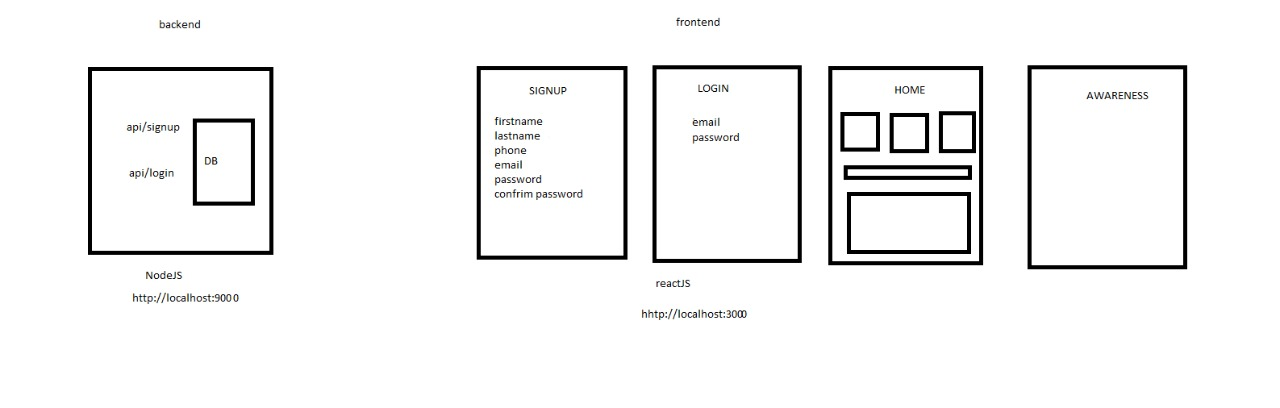 backend
frontend
api/signup
api/login
DB
NodeJS
http://localhost:9000
SIGNUP
firstname
lastname
phone
email
password
confrim password
LOGIN
email
password
HOME
AWARENESS
reactJS
hhtp://localhost:3000